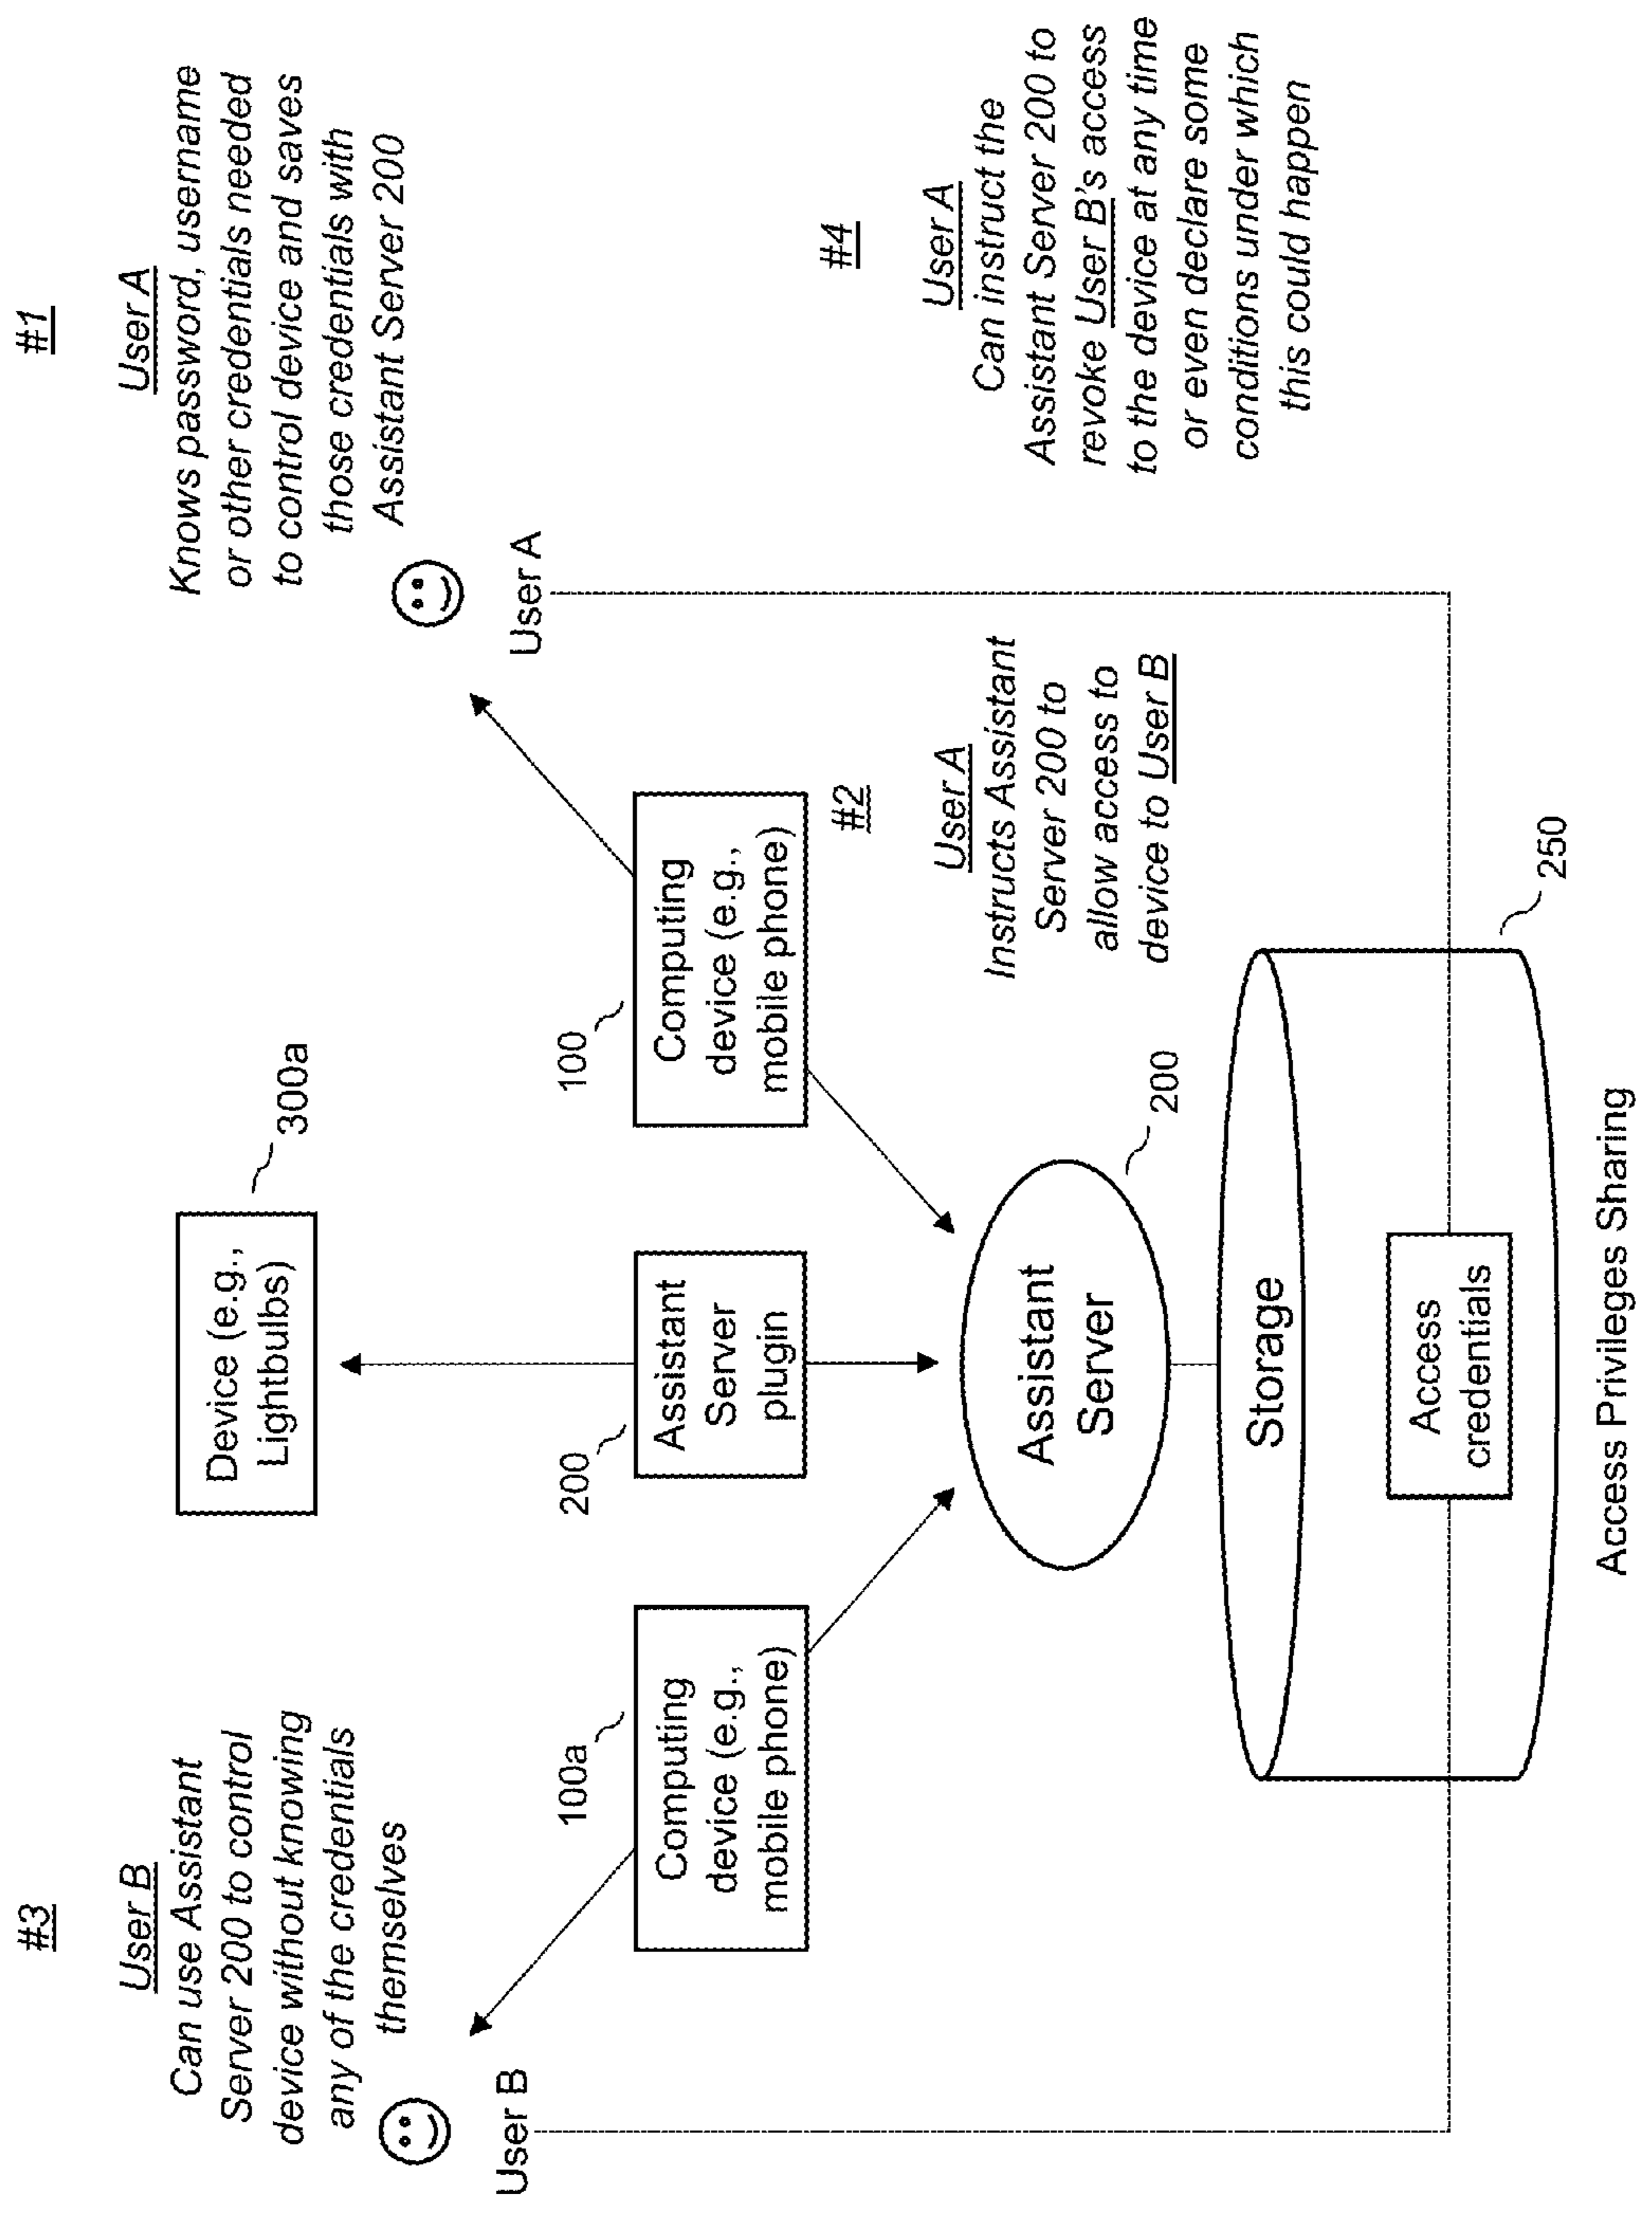 #3
User B
Can use Assistant
Server 200 to control
device without knowing
any of the credentials
themselves
User B
#1
User A
Knows password, username
or other credentials needed
to control device and saves
those credentials with
Assistant Server 200
User A
Device (e.g.,
Lightbulbs)
300a
100a
Computing
device (e.g.,
mobile phone)
200
Assistant
Server
plugin
100
Computing
device (e.g.,
mobile phone)
#2
User A
Instructs Assistant
Server 200 to
allow access to
device to User B
#4
User A
Can instruct the
Assistant Server 200 to
revoke User B's access
to the device at any time
or even declare some
conditions under which
this could happen
Assistant
Server
200
Storage
Access
credentials
250
Access Privileges Sharing